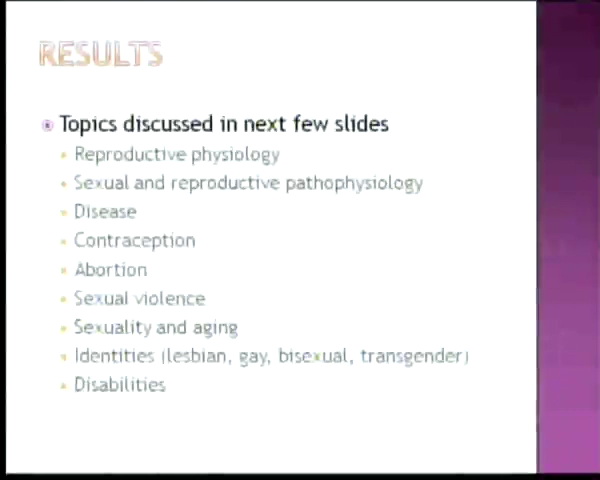 RESULTS
Topics discussed in next few slides
Reproductive physiology
Sexual and reproductive pathophysiology
Disease
Contraception
Abortion
Sexual violence
Sexuality and aging
Identities (lesbian, gay, bisexual, transgender)
Disabilities